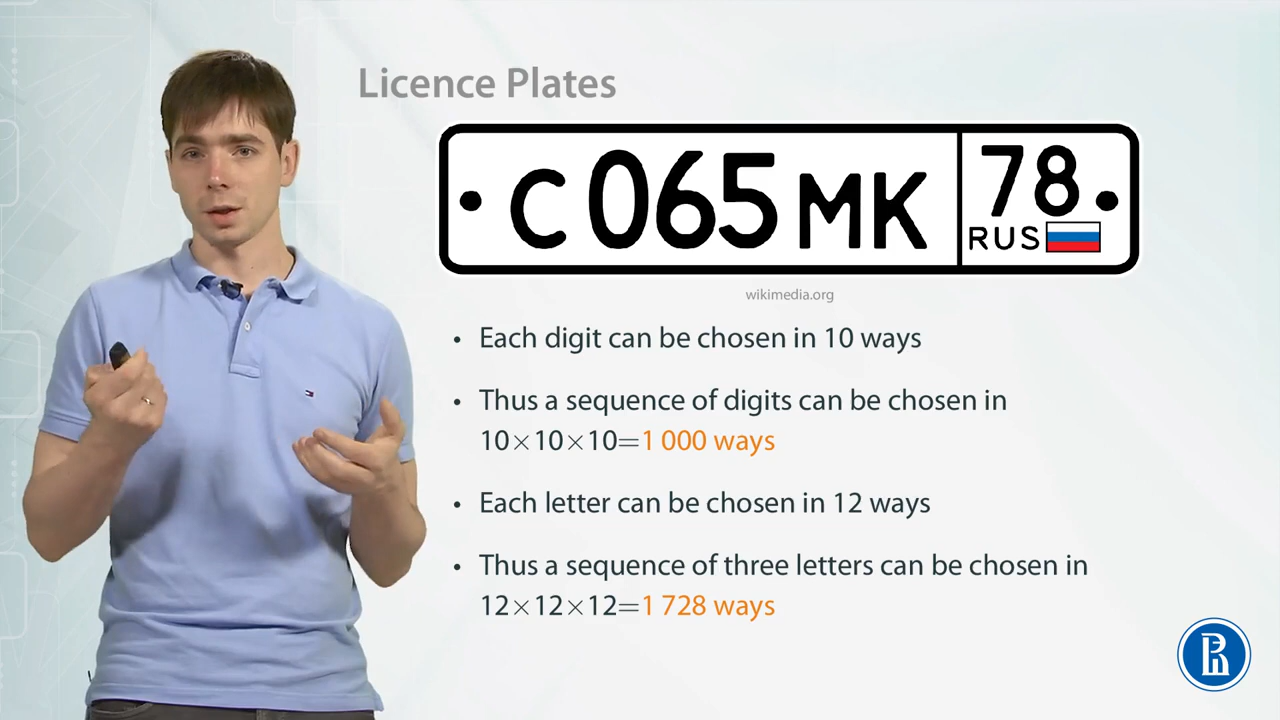 Licence Plates
С065МК 78
RUS
wikimedia.org
• Each digit can be chosen in 10 ways
• Thus a sequence of digits can be chosen in
10×10×10=1 000 ways
• Each letter can be chosen in 12 ways
• Thus a sequence of three letters can be chosen in
12×12×12=1 728 ways